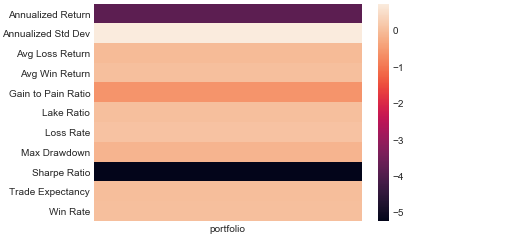 Annualized Return
Annualized Std Dev
Avg Loss Return
Avg Win Return
Gain to Pain Ratio
Lake Ratio
Loss Rate
Max Drawdown
Sharpe Ratio
Trade Expectancy
Win Rate
portfolio
0
−1
−2
−3
−4
−5